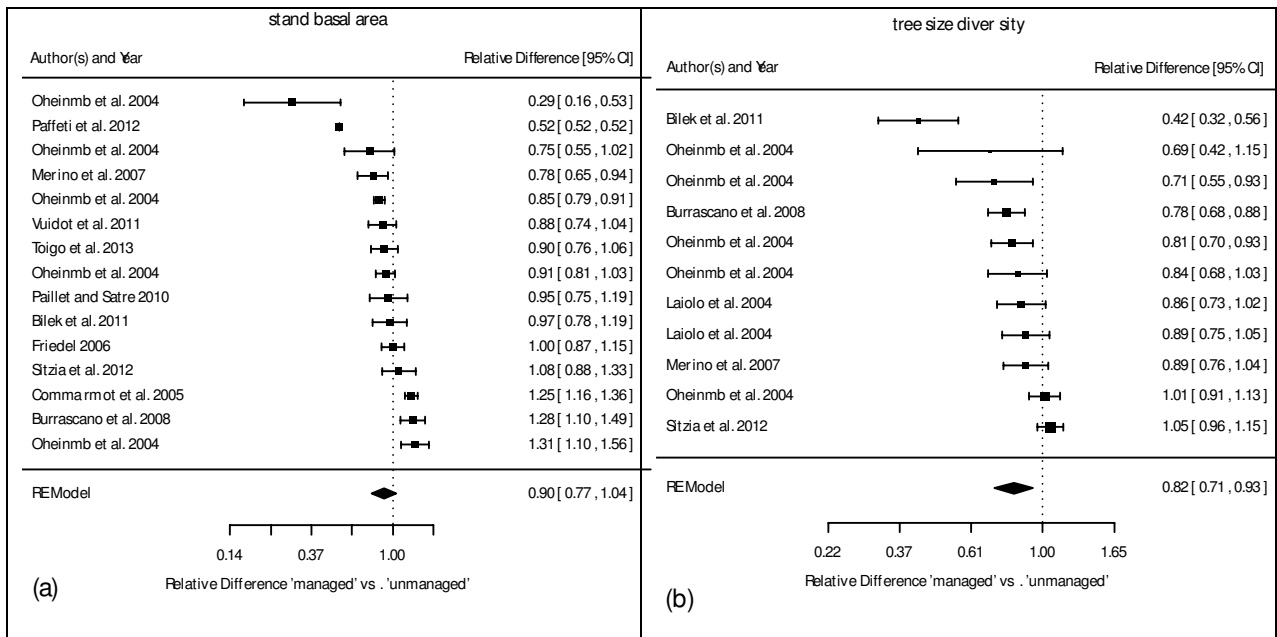 stand basal area
Author(s) and Year Relative Difference [95% CI]
Oheinmb et al. 2004 0.29 [ 0.16 , 0.53 ]
Paffeti et al. 2012 0.52 [ 0.52 , 0.52 ]
Oheinmb et al. 2004 0.75 [ 0.55 , 1.02 ]
Merino et al. 2007 0.78 [ 0.65 , 0.94 ]
Oheinmb et al. 2004 0.85 [ 0.79 , 0.91 ]
Vuidot et al. 2011 0.88 [ 0.74 , 1.04 ]
Toigo et al. 2013 0.90 [ 0.76 , 1.06 ]
Oheinmb et al. 2004 0.91 [ 0.81 , 1.03 ]
Paillet and Satre 2010 0.95 [ 0.75 , 1.19 ]
Bilek et al. 2011 0.97 [ 0.78 , 1.19 ]
Friedel 2006 1.00 [ 0.87 , 1.15 ]
Sitzia et al. 2012 1.08 [ 0.88 , 1.33 ]
Commarmot et al. 2005 1.25 [ 1.16 , 1.36 ]
Burrascano et al. 2008 1.28 [ 1.10 , 1.49 ]
Oheinmb et al. 2004 1.31 [ 1.10 , 1.56 ]
RE Model 0.90 [ 0.77 , 1.04 ]
0.14 0.37 1.00
Relative Difference 'managed' vs . 'unmanaged'
(a)
tree size diver sity
Author(s) and Year Relative Difference [95% CI]
Bilek et al. 2011 0.42 [ 0.32 , 0.56 ]
Oheinmb et al. 2004 0.69 [ 0.42 , 1.15 ]
Oheinmb et al. 2004 0.71 [ 0.55 , 0.93 ]
Burrascano et al. 2008 0.78 [ 0.68 , 0.88 ]
Oheinmb et al. 2004 0.81 [ 0.70 , 0.93 ]
Oheinmb et al. 2004 0.84 [ 0.68 , 1.03 ]
Laiolo et al. 2004 0.86 [ 0.73 , 1.02 ]
Laiolo et al. 2004 0.89 [ 0.75 , 1.05 ]
Merino et al. 2007 0.89 [ 0.76 , 1.04 ]
Oheinmb et al. 2004 1.01 [ 0.91 , 1.13 ]
Sitzia et al. 2012 1.05 [ 0.96 , 1.15 ]
RE Model 0.82 [ 0.71 , 0.93 ]
0.22 0.37 0.61 1.00 1.65
Relative Difference 'managed' vs . 'unmanaged'
(b)